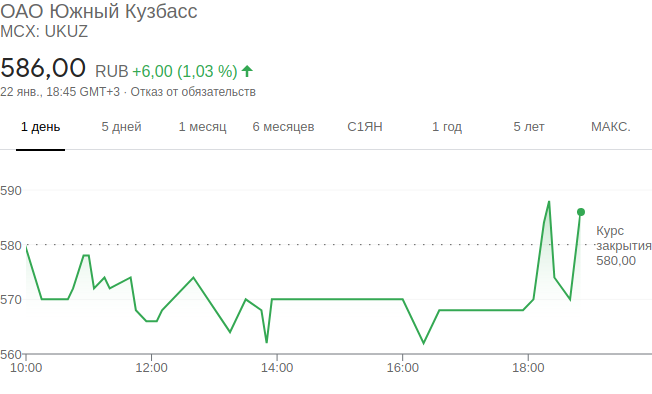 ОАО Южный Кузбасс
MCX: UKUZ
586,00 RUB +6,00 (1,03 %)
22 янв., 18:45 GMT+3 · Отказ от обязательств
1 день 5 дней 1 месяц 6 месяцев С1ЯН 1 год 5 лет МАКС.
590
580
570
560
Курс
закрытия
580,00
10:00 12:00 14:00 16:00 18:00